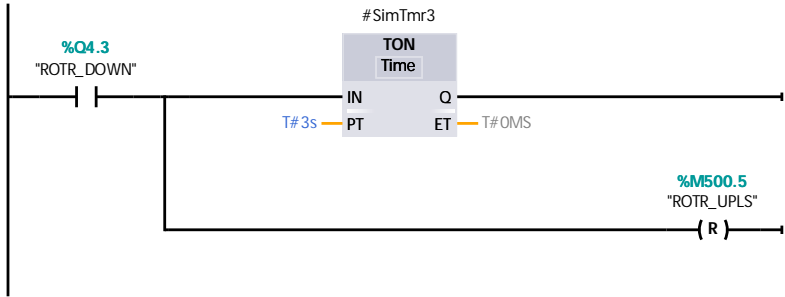 #SimTmr3
%Q4.3
"ROTR_DOWN"
TON
Time
IN Q
T#3s PT ET T#0MS
%M500.5
"ROTR_UPLS"
R